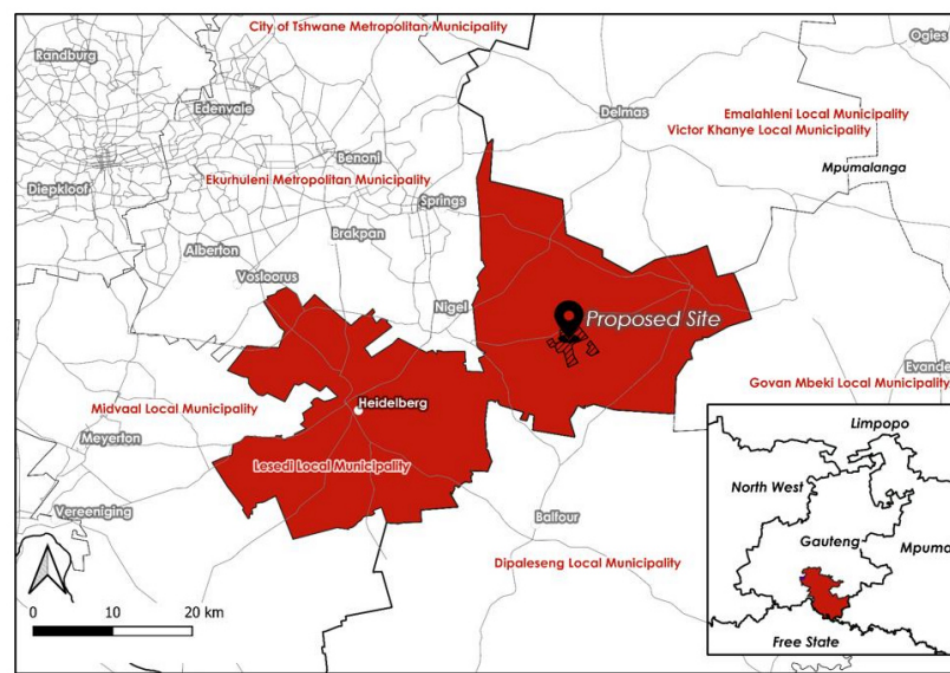 City of Tshwane Metropolitan Municipality
Ogies
Randburg
Edenvale
Delmas
Emalahleni Local Municipality
Victor Khanye Local Municipality
Benoni
Mpumalanga
Ekurhuleni Metropolitan Municipality
Diepkloof
Springs
Brakpan
Alberton
Vosloorus
Nigel
Proposed Site
Evande
Govan Mbeki Local Municipality
Heidelberg
Midvaal Local Municipality
Meyerton
Lesedi Local Municipality
Vereeniging
Balfour
Dipaleseng Local Municipality
0 10 20 km
Limpopo
North West
Gauteng
Mpuma
Free State